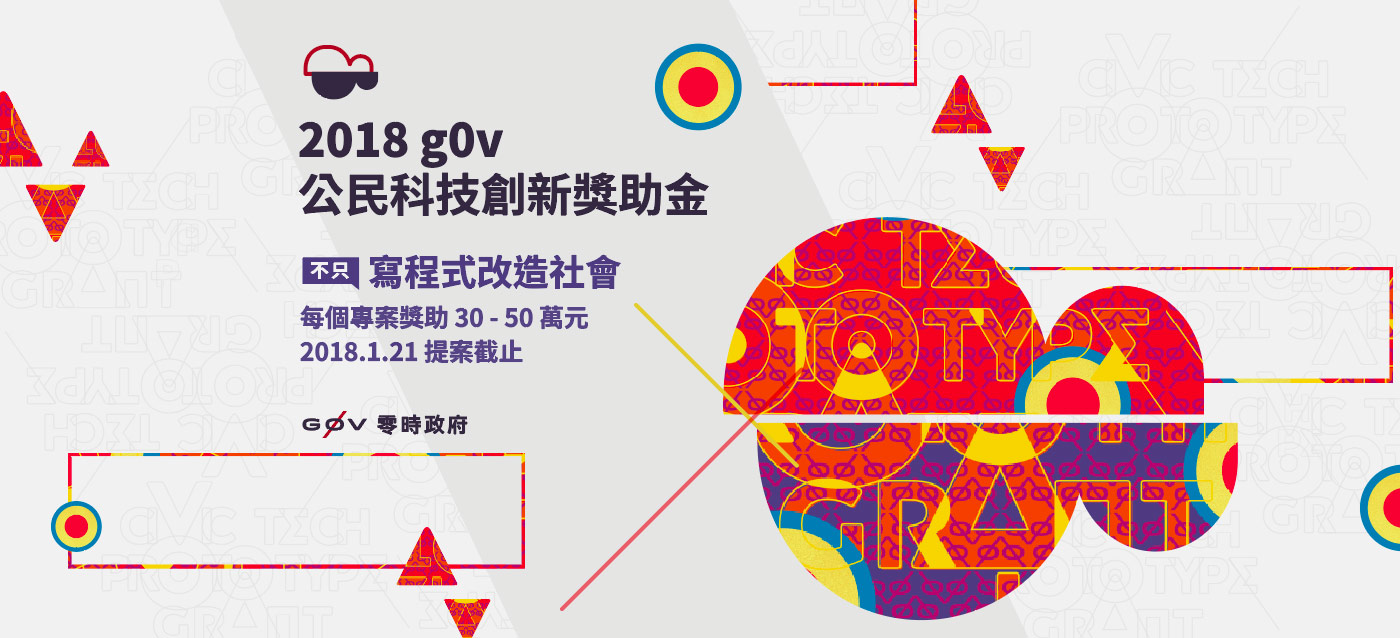 2018 g0v
公民科技創新獎助金
不只 寫程式改造社會
每個專案獎助 30 - 50 萬元
2018.1.21 提案截止
GØV 零時政府
CIVIC TECH
PROTOTYPE
GRANT